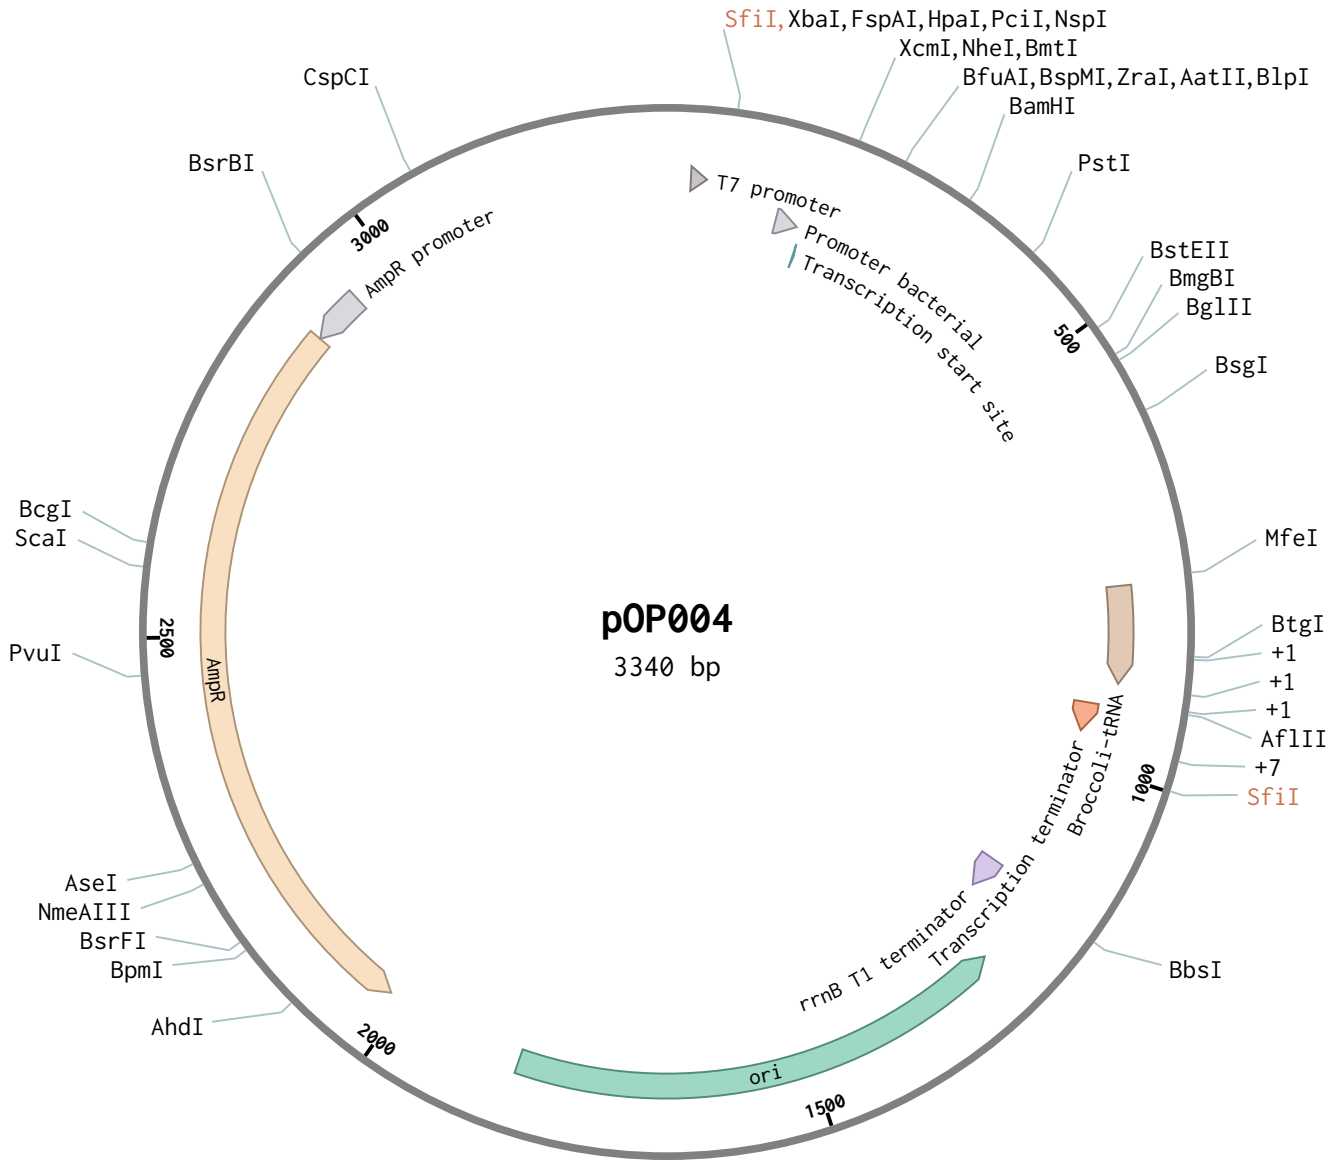 SfiI, XbaI,FspAI,HpaI,PciI,NspI
XcmI,NheI,BmtI
BfuAI,BspMI,ZraI,AatII,BlpI
BamHI
PstI
BstEII
BmgBI
BglII
BsgI
MfeI
BtgI
+1
+1
+1
AflII
+7
SfiI
BbsI
CspCI
BsrBI
BcgI
ScaI
PvuI
AseI
NmeAIII
BsrFI
BpmI
AhdI
500
1000
1500
2000
2500
3000
T7 promoter
Promoter bacterial
Transcription start site
AmpR promoter
AmpR
Broccoli-tRNA
Transcription terminator
rrnB T1 terminator
ori
pOP004
3340 bp